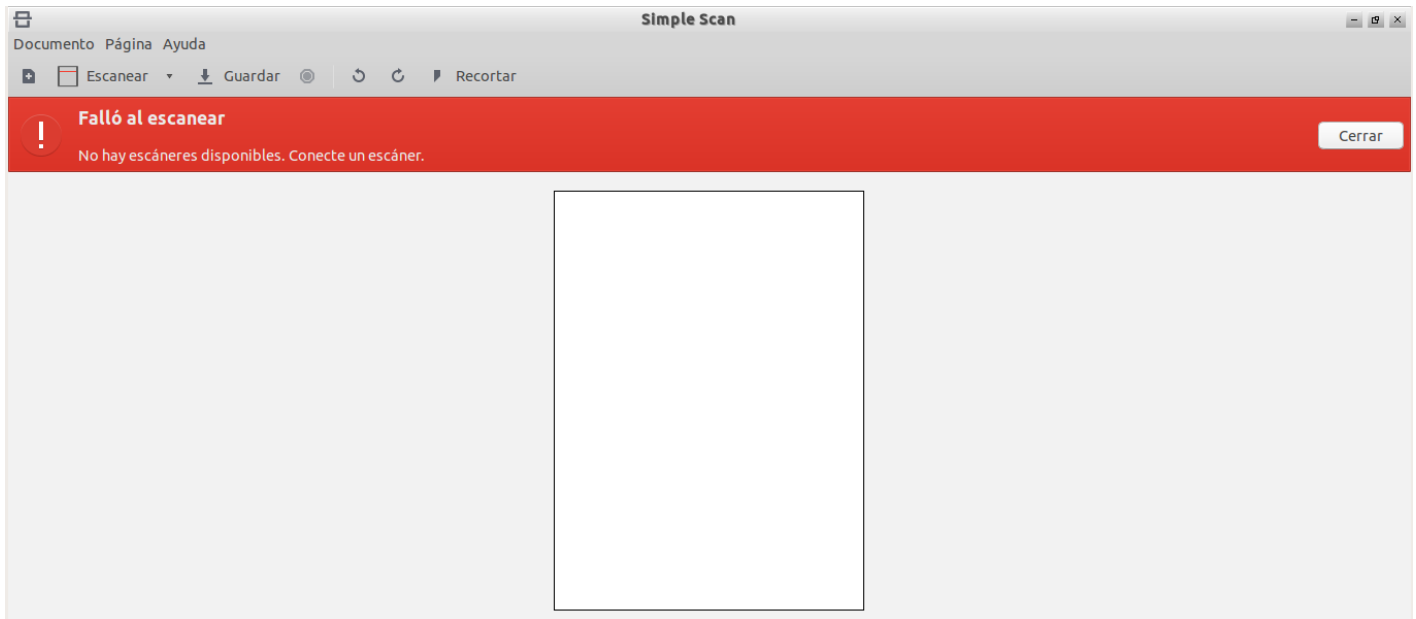 Simple Scan
Documento Página Ayuda
Escanear Guardar Recortar
Falló al escanear
No hay escáneres disponibles. Conecte un escáner.
Cerrar